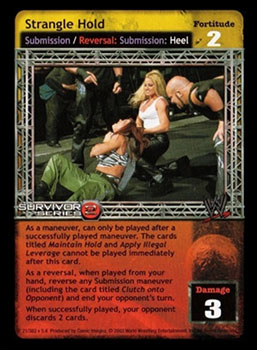 Strangle Hold
Fortitude
2
Submission / Reversal: Submission: Heel
SURVIVOR
SERIES 2
As a maneuver, can only be played after a
successfully played maneuver. The cards
titled Maintain Hold and Apply Illegal
Leverage cannot be played immediately
after this card.
As a reversal, when played from your
hand, reverse any Submission maneuver
(including the card titled Clutch onto
Opponent) and end your opponent's turn.
When successfully played, your
opponent discards 2 cards.
Damage
3